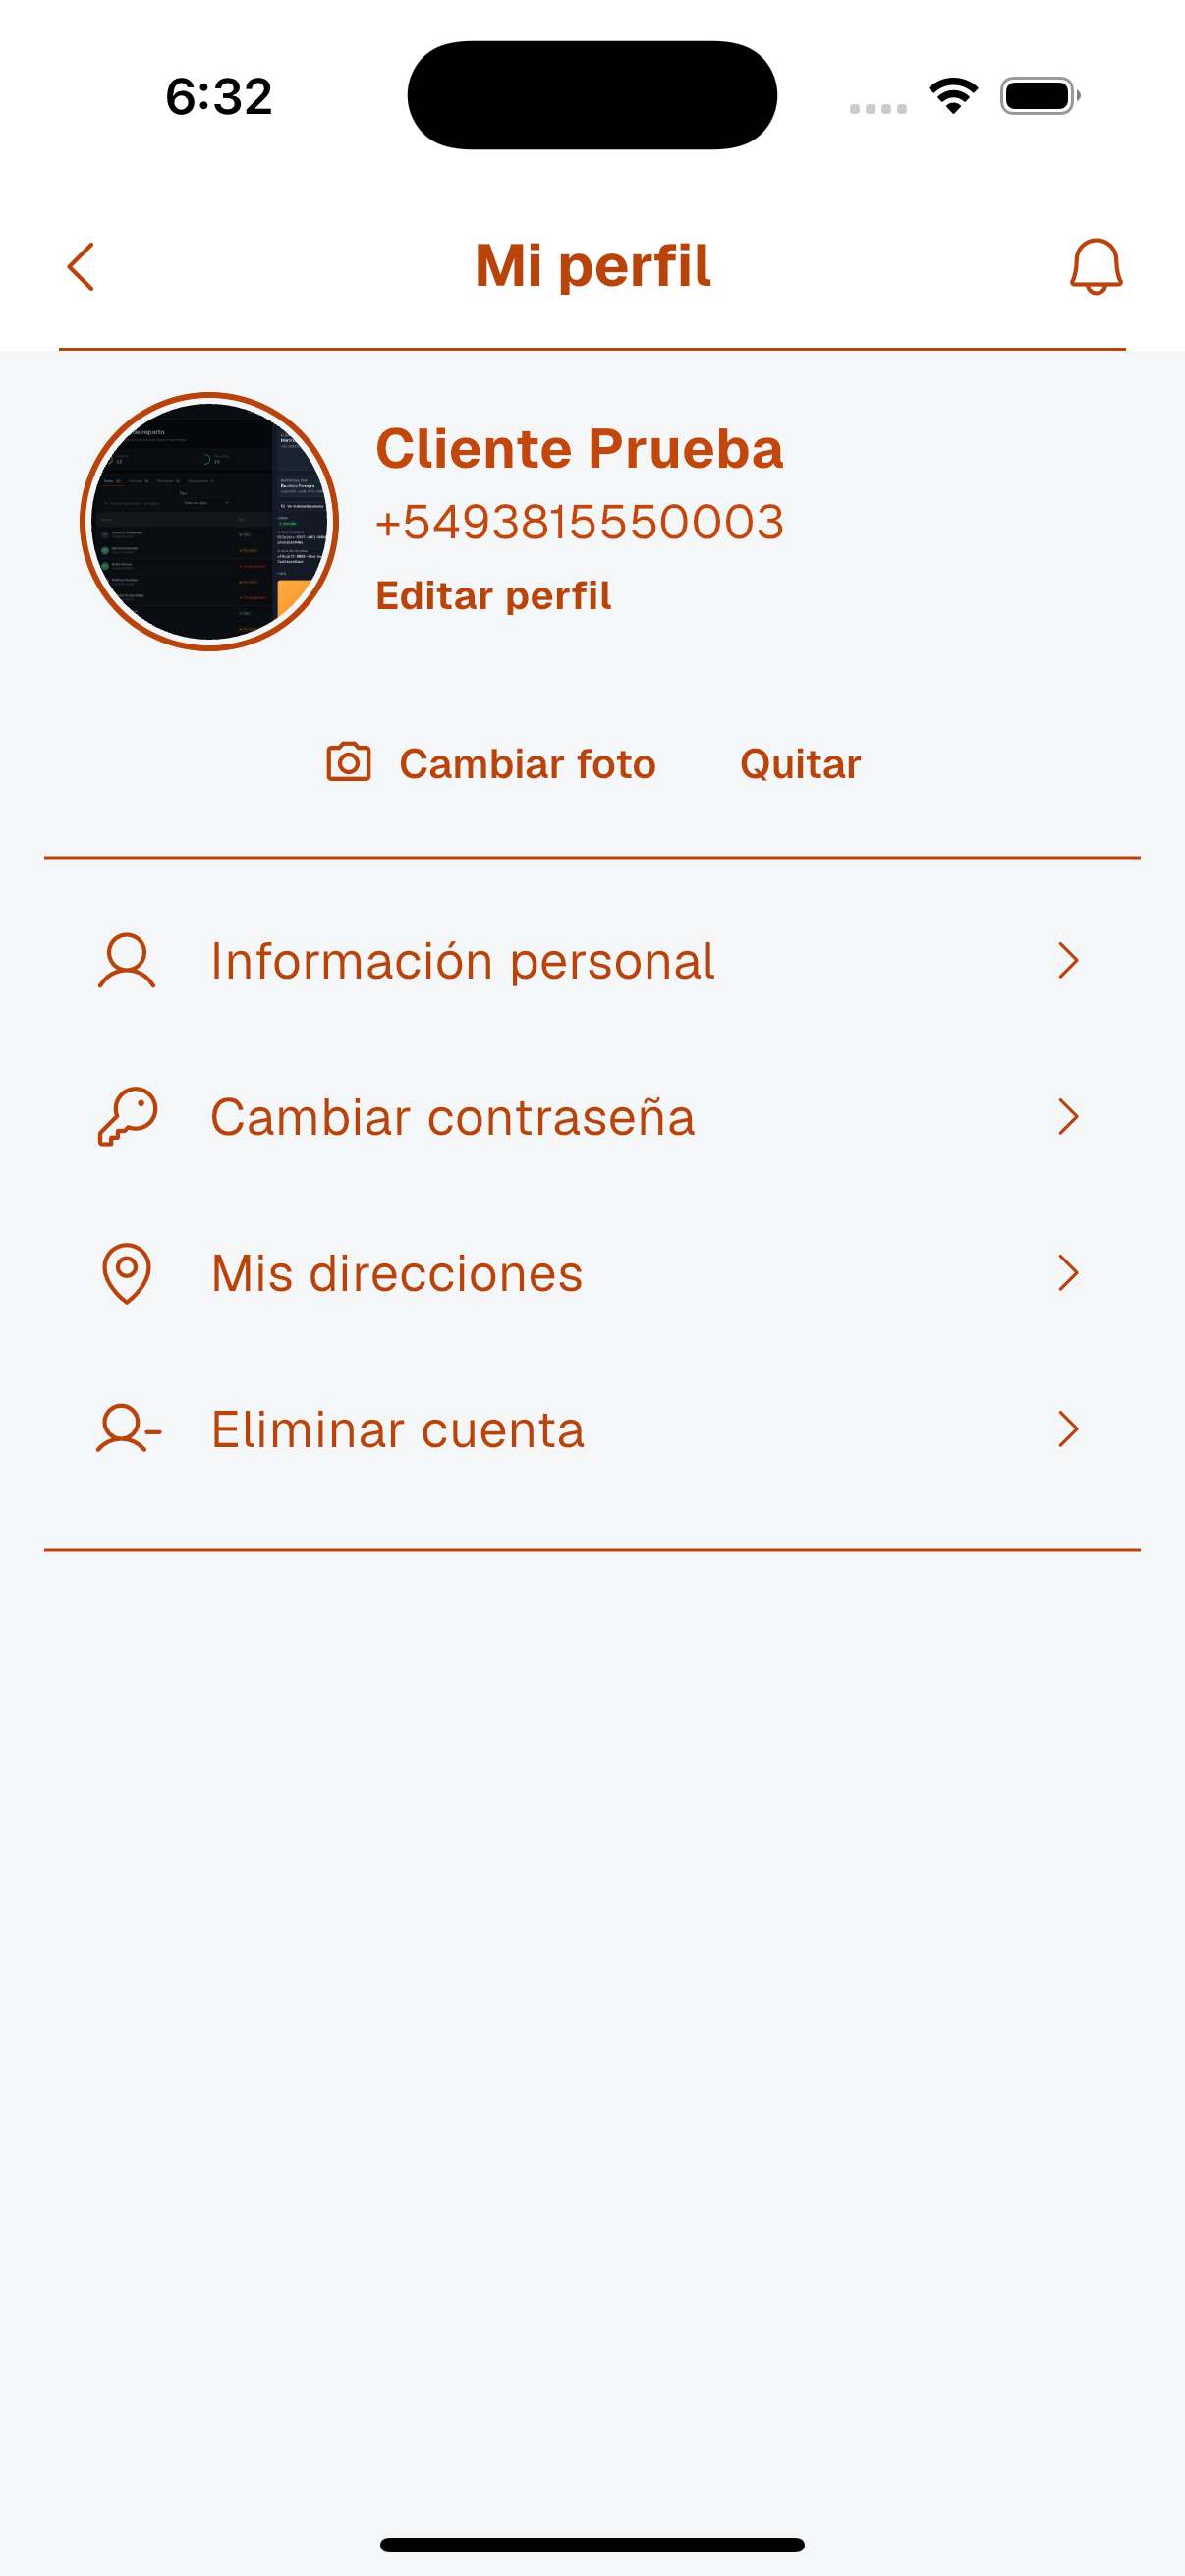 6:32
Mi perfil
Cliente Prueba
+5493815550003
Editar perfil
Cambiar foto
Quitar
Información personal
Cambiar contraseña
Mis direcciones
Eliminar cuenta